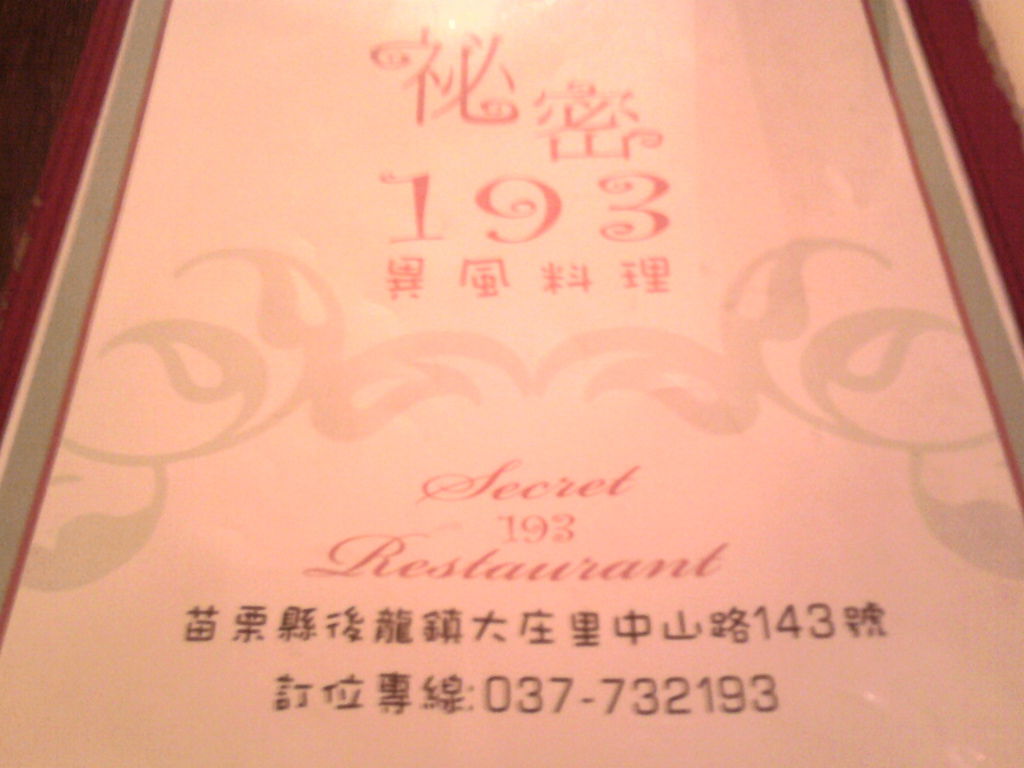 祕密
193
異風料理
Secret
193
Restaurant
苗栗縣後龍鎮大庄里中山路143號
訂位專線:037-732193